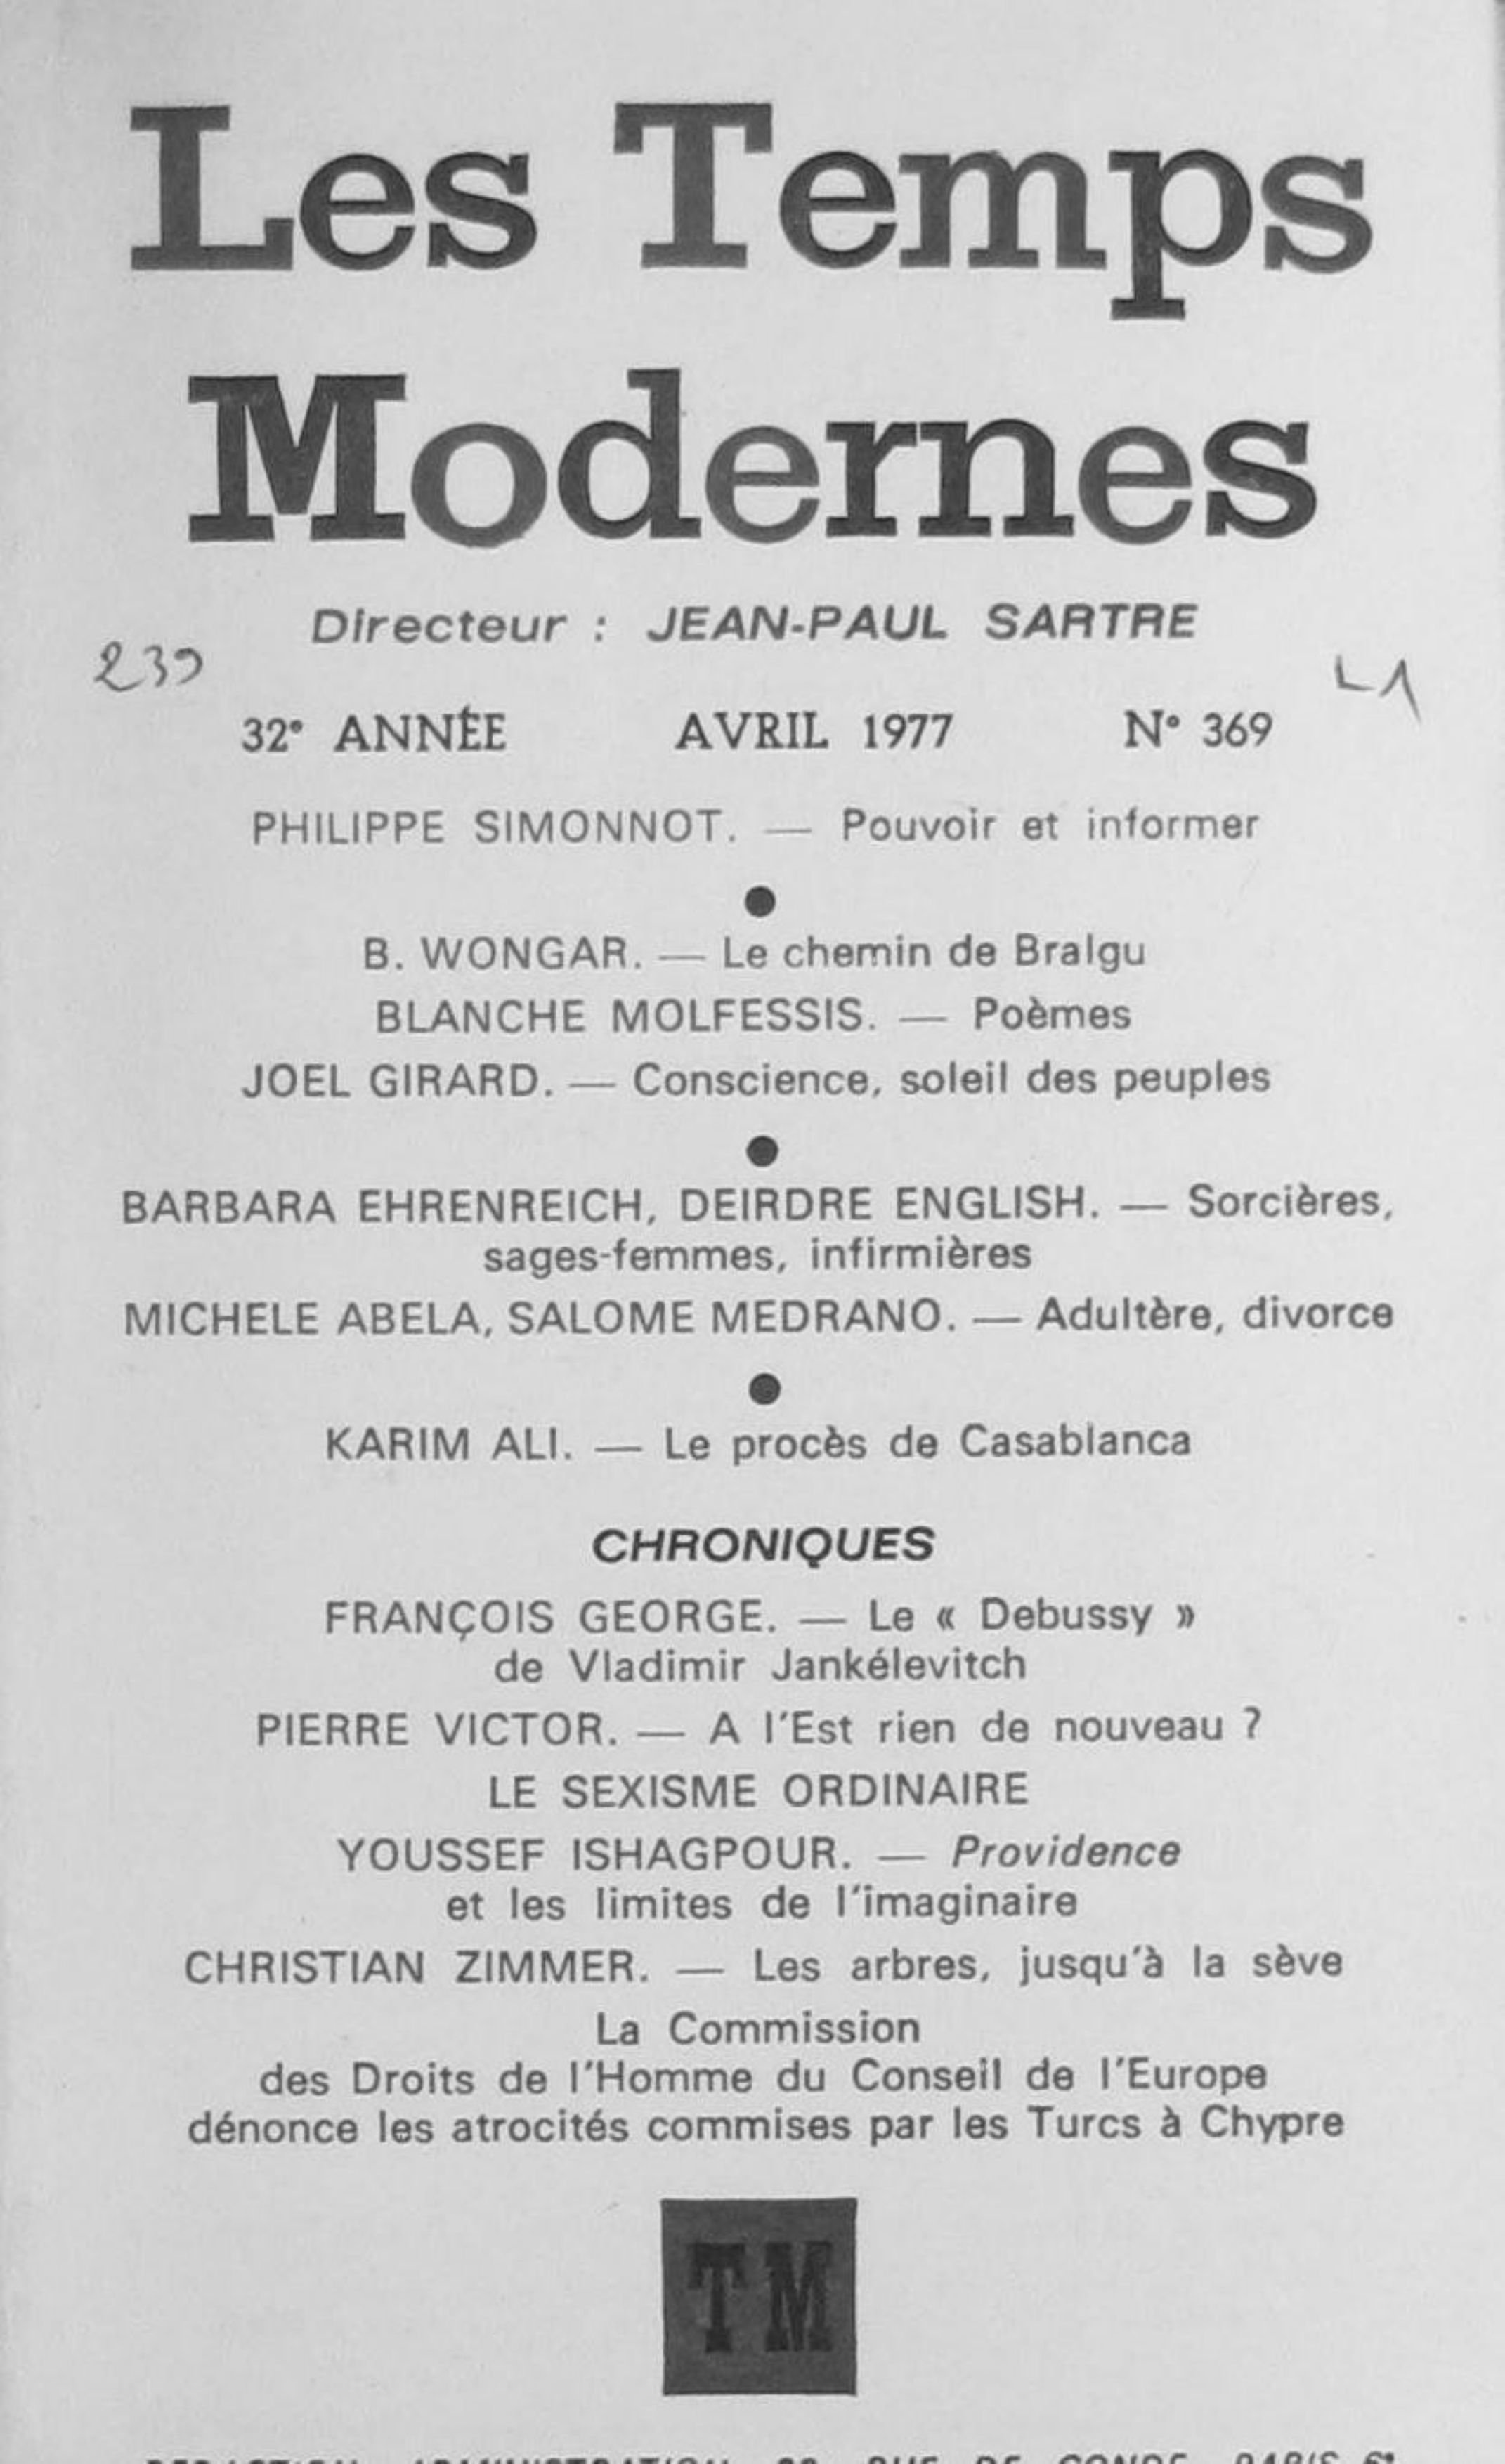 Les Temps
Modernes
Directeur : JEAN-PAUL SARTRE
239
L1
32e ANNÉE AVRIL 1977 N° 369
PHILIPPE SIMONNOT. — Pouvoir et informer
●
B. WONGAR. — Le chemin de Bralgu
BLANCHE MOLFESSIS. — Poèmes
JOEL GIRARD. — Conscience, soleil des peuples
●
BARBARA EHRENREICH, DEIRDRE ENGLISH. — Sorcières,
sages-femmes, infirmières
MICHELE ABELA, SALOME MEDRANO. — Adultère, divorce
●
KARIM ALI. — Le procès de Casablanca
CHRONIQUES
FRANÇOIS GEORGE. — Le « Debussy »
de Vladimir Jankélevitch
PIERRE VICTOR. — A l'Est rien de nouveau ?
LE SEXISME ORDINAIRE
YOUSSEF ISHAGPOUR. — Providence
et les limites de l'imaginaire
CHRISTIAN ZIMMER. — Les arbres, jusqu'à la sève
La Commission
des Droits de l'Homme du Conseil de l'Europe
dénonce les atrocités commises par les Turcs à Chypre
TM